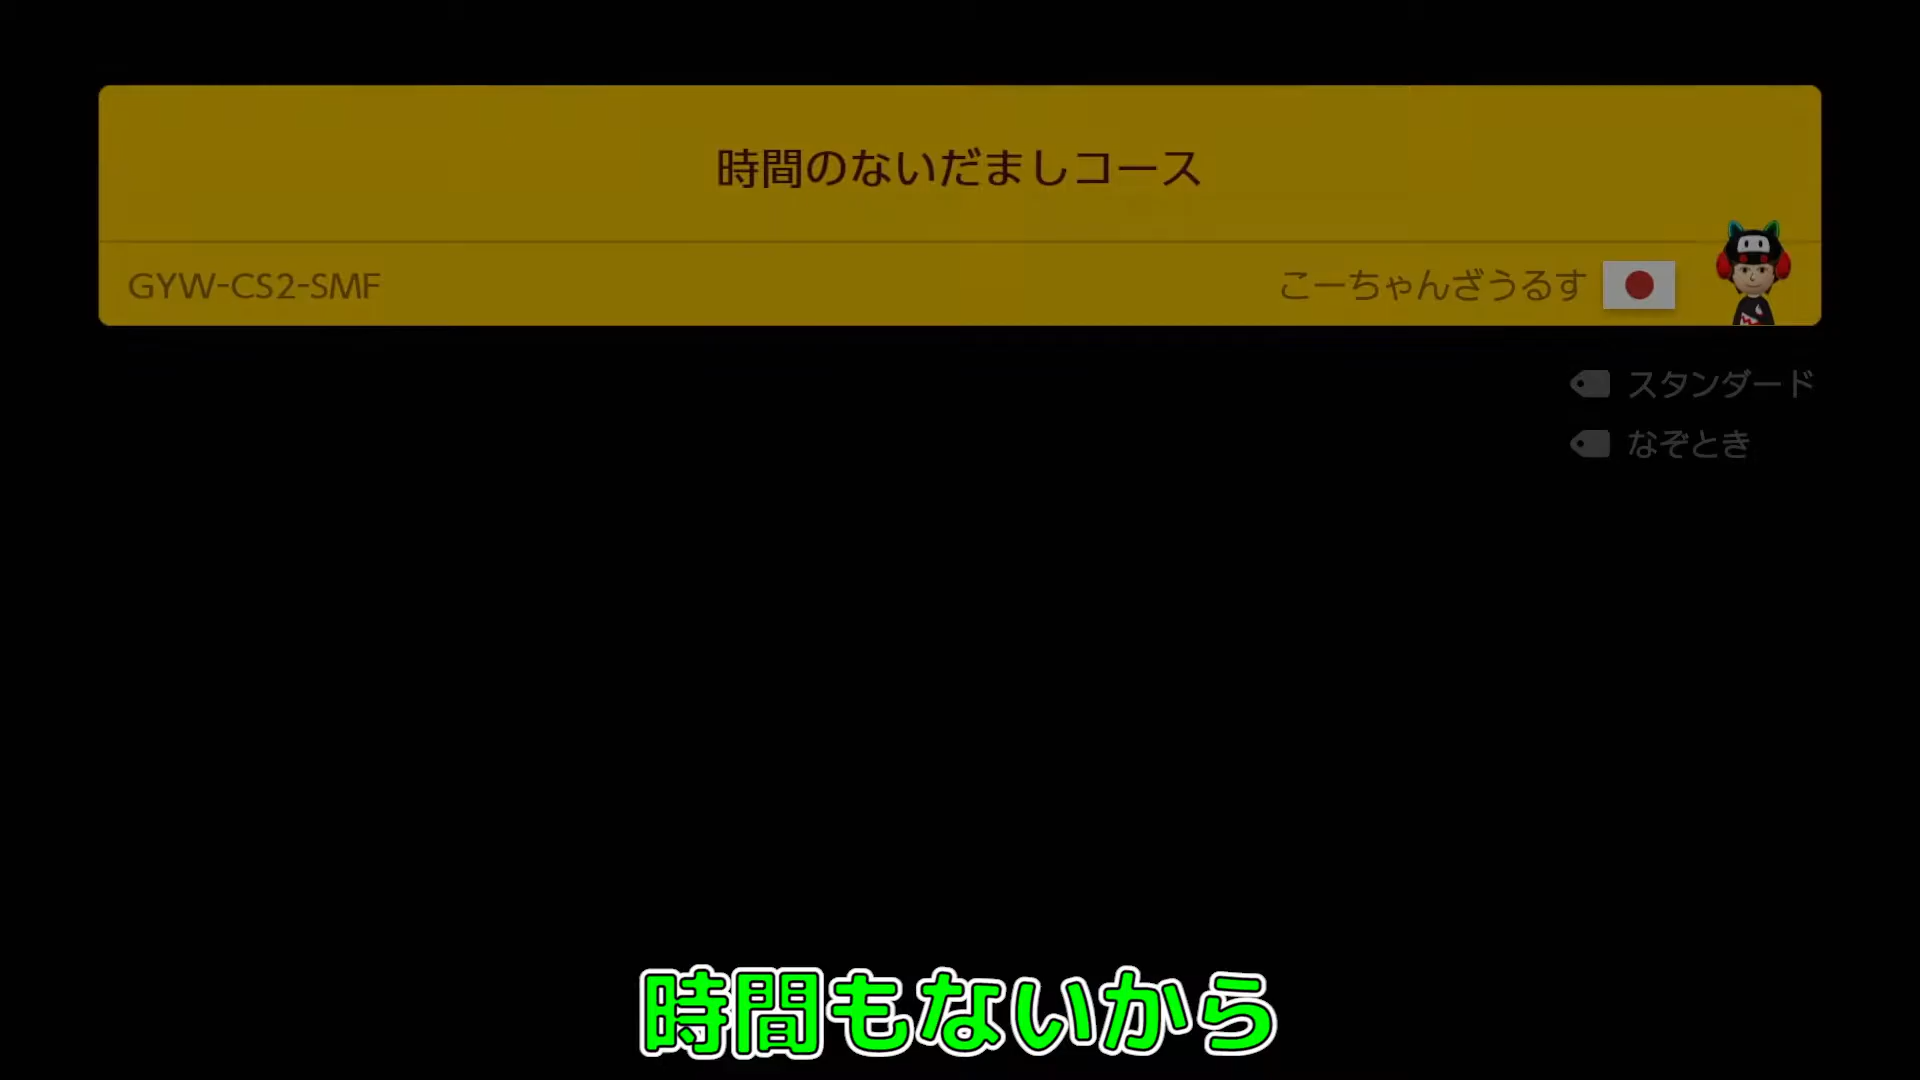 時間のないだましコース
GYW-CS2-SMF
こーちゃんざうるす
スタンダード
なぞとき
時間もないから